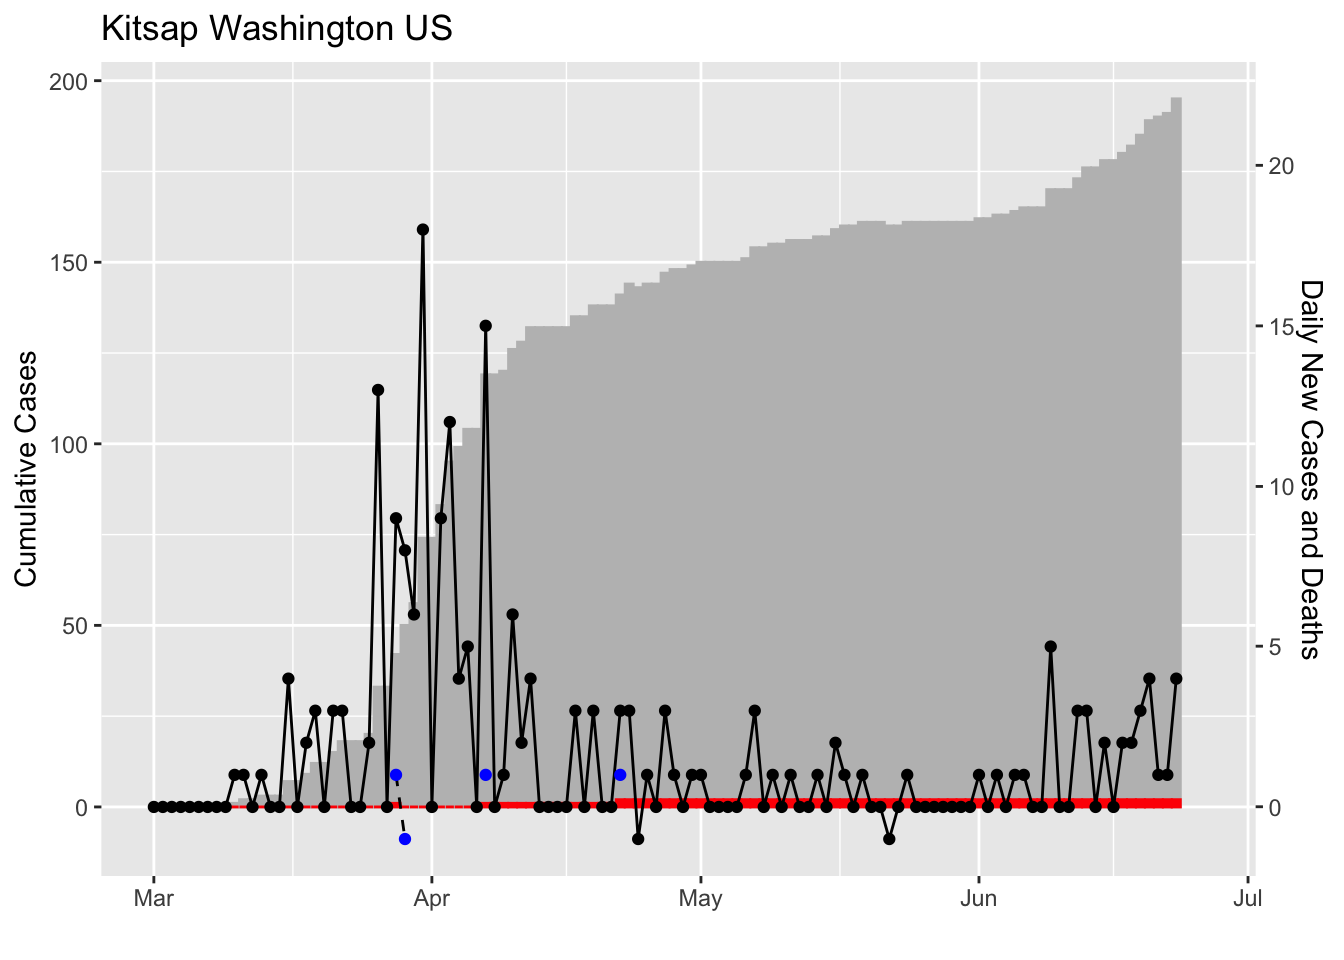 Kitsap Washington US
200
150
100
50
0
Cumulative Cases
20
15
10
5
0
Daily New Cases and Deaths
Mar
Apr
May
Jun
Jul